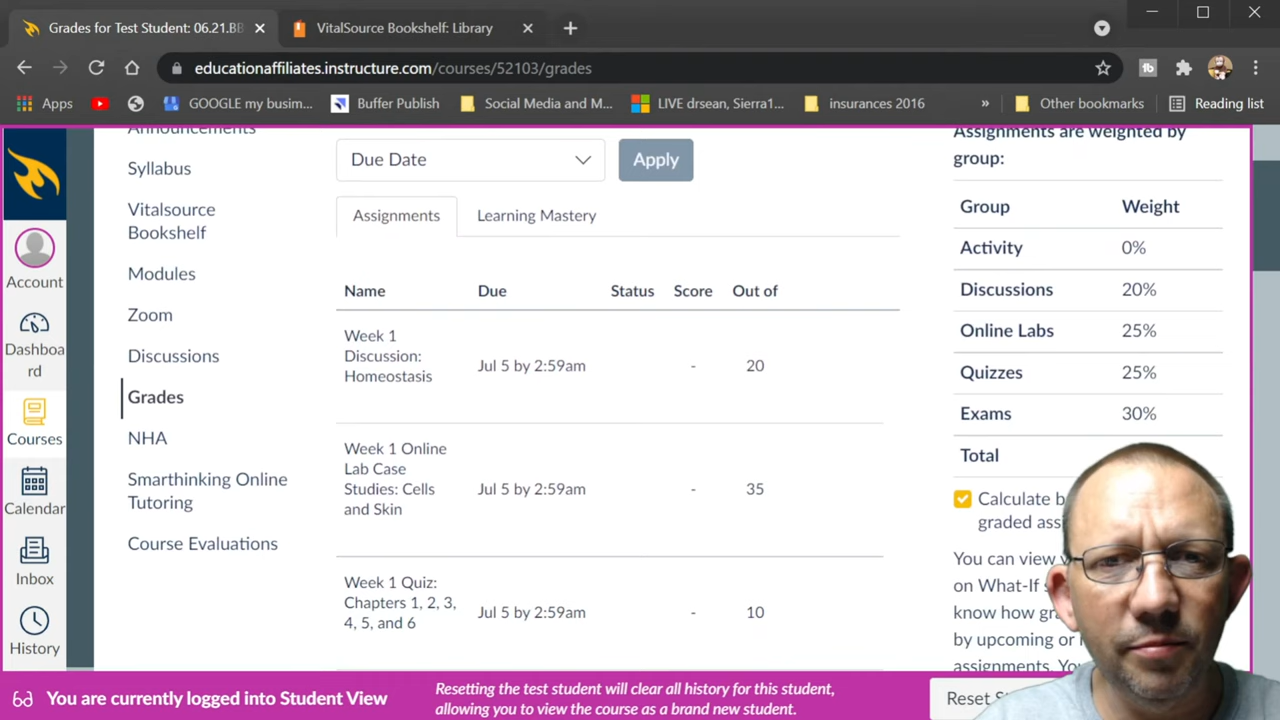 Grades for Test Student: 06.21.BB
VitalSource Bookshelf: Library
educationaffiliates.instructure.com/courses/52103/grades
Apps
GOOGLE my busim...
Buffer Publish
Social Media and M...
LIVE drsean, Sierra1...
insurances 2016
»
Other bookmarks
Reading list
Account
Dashboa
rd
Courses
Calendar
Inbox
History
Announcements
Syllabus
Vitalsource
Bookshelf
Modules
Zoom
Discussions
Grades
NHA
Smarthinking Online
Tutoring
Course Evaluations
Due Date
Apply
Assignments
Learning Mastery
Name Due Status Score Out of
Week 1
Discussion:
Homeostasis
Jul 5 by 2:59am - 20
Week 1 Online
Lab Case
Studies: Cells
and Skin
Jul 5 by 2:59am - 35
Week 1 Quiz:
Chapters 1, 2, 3,
4, 5, and 6
Jul 5 by 2:59am - 10
Assignments are weighted by
group:
Group Weight
Activity 0%
Discussions 20%
Online Labs 25%
Quizzes 25%
Exams 30%
Total
Calculate b
graded ass
You can view y
on What-If s
know how gra
by upcoming or
assignments. Yo
You are currently logged into Student View
Resetting the test student will clear all history for this student,
allowing you to view the course as a brand new student.
Reset S